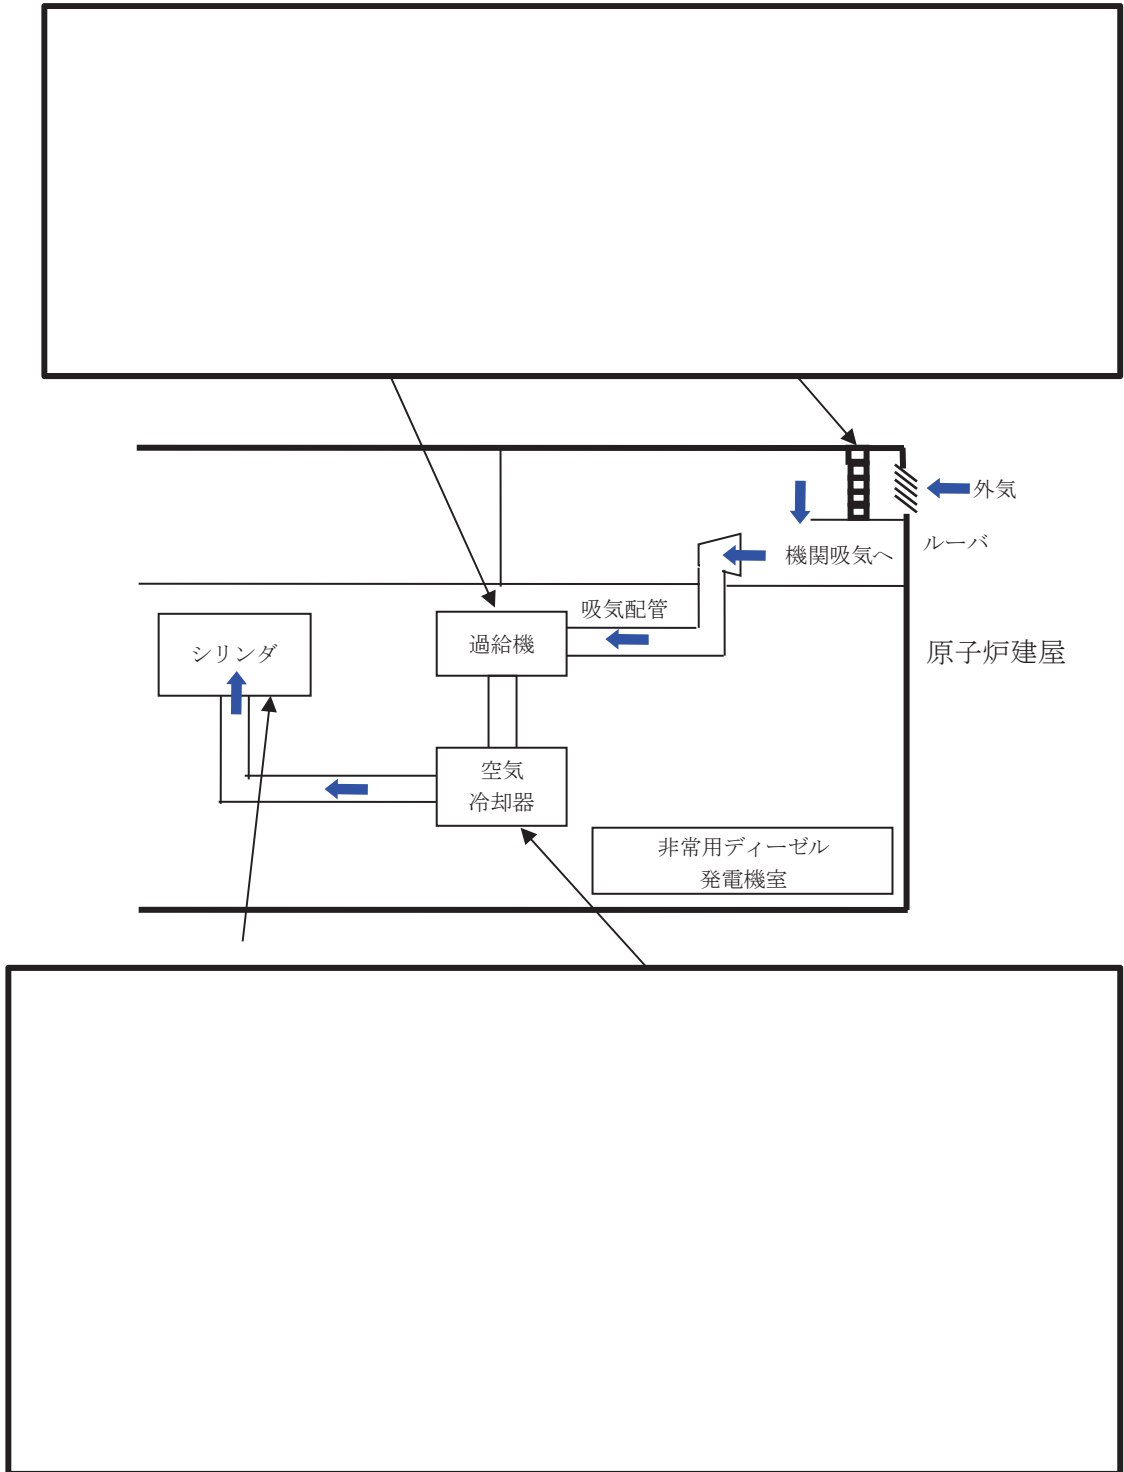 外気
ルーバ
機関吸気へ
吸気配管
過給機
シリンダ
原子炉建屋
空気
冷却器
非常用ディーゼル
発電機室